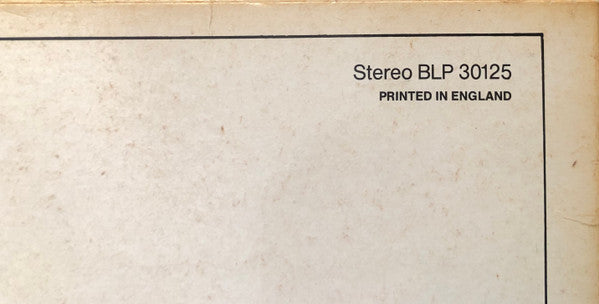 Stereo BLP 30125
PRINTED IN ENGLAND